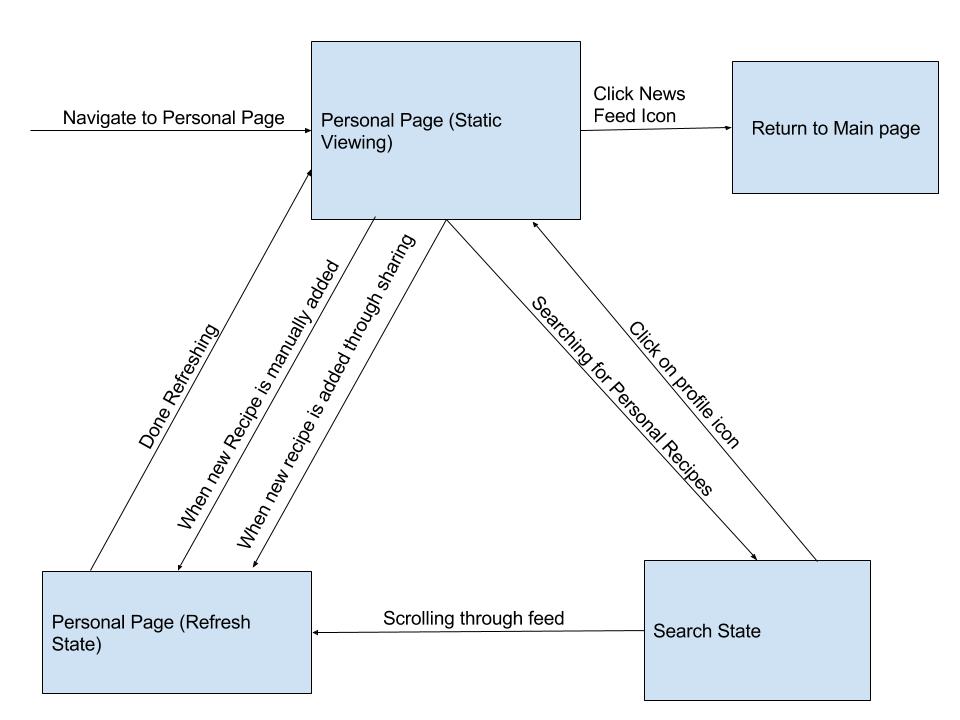 Navigate to Personal Page
Personal Page (Static
Viewing)
Click News
Feed Icon
Return to Main page
Done Refreshing
When new Recipe is manually added
When new recipe is added through sharing
Searching for Personal Recipes
Click on profile icon
Personal Page (Refresh
State)
Scrolling through feed
Search State